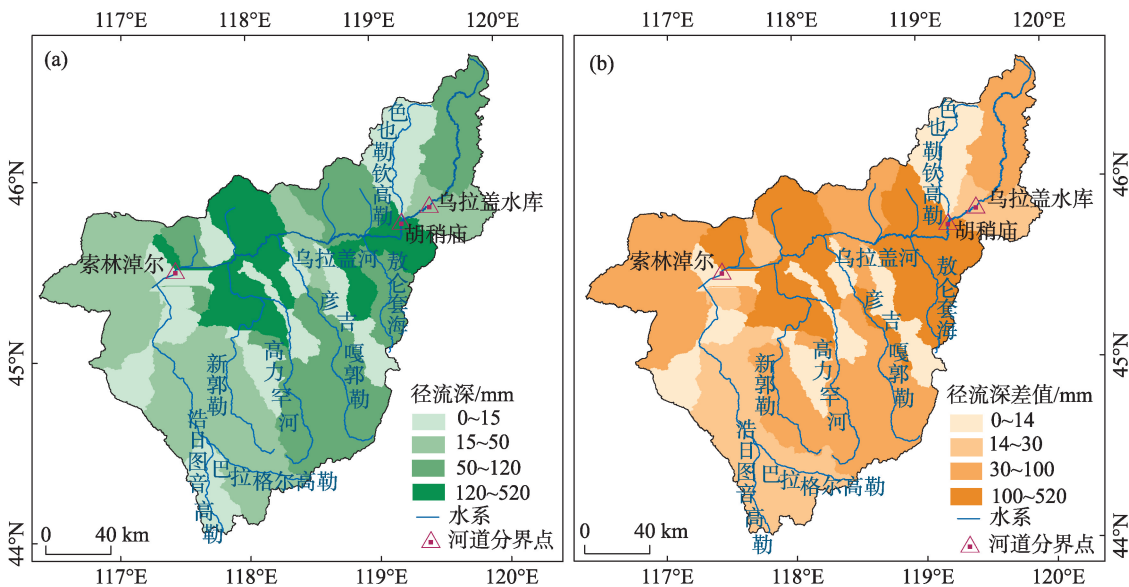 117°E 118°E 119°E 120°E
(a)
46°N
45°N
44°N
色也勒钦高勒
乌拉盖水库
胡稍庙
索林淖尔
乌拉盖河
敖仑套海
彦吉嘎郭勒
高力罕河
新郭勒
浩日图音高勒
巴拉格尔高勒
径流深/mm
0~15
15~50
50~120
120~520
水系
河道分界点
0 40 km
117°E 118°E 119°E 120°E
117°E 118°E 119°E 120°E
(b)
46°N
45°N
44°N
色也勒钦高勒
乌拉盖水库
胡稍庙
索林淖尔
乌拉盖河
敖仑套海
彦吉嘎郭勒
高力罕河
新郭勒
浩日图音高勒
巴拉格尔高勒
径流深差值/mm
0~14
14~30
30~100
100~520
水系
河道分界点
0 40 km
117°E 118°E 119°E 120°E